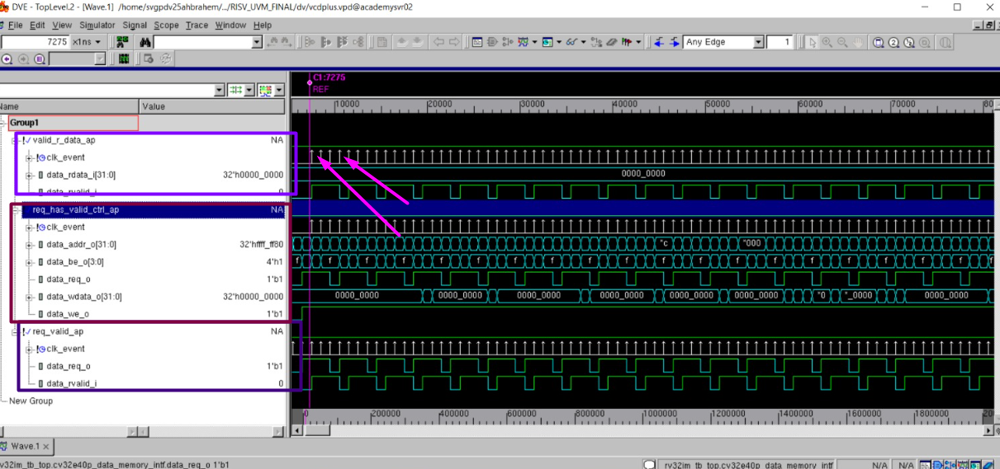 DVE - TopLevel.2 - [Wave.1] /home/svgpdv25ahbrahem/.../RISV_UVM_FINAL/dv/vcdplus.vpd@academysvr02
File Edit View Simulator Signal Scope Trace Window Help
7275 x1ns Any Edge 1
C1:7275
REF
Name Value
10000 20000 30000 40000 50000 60000 70000 80
Group1
valid_r_data_ap NA
clk_event
data_rdata_i[31:0] 32'h0000_0000 0000_0000
data_rvalid_i 0
req_has_valid_ctrl_ap NA
clk_event
data_addr_o[31:0] 32'hffff_ff60 *c *000
data_be_o[3:0] 4'h1 f f f f f f f f f f f f f f f f
data_req_o 1'b1
data_wdata_o[31:0] 32'h0000_0000 0000_0000 0000_0000 0000_0000 0000_0000 0000_0000 0000_0000 *0 *_0000 0000_0000
data_we_o 1'b1
req_valid_ap NA
clk_event
data_req_o 1'b1
data_rvalid_i 0
New Group
0 200000 400000 600000 800000 1000000 1200000 1400000 1600000 1800000 20
Wave.1
rv32im_tb_top.cv32e40p_data_memory_intf.data_req_o 1'b1 rv32im_tb_top.cv32e40p_data_memory_intf N/A N/A